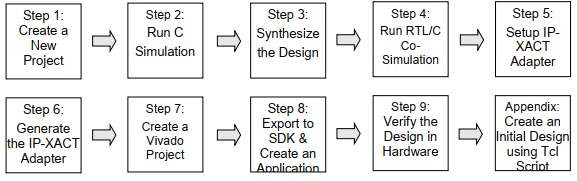 Step 1:
Create a
New
Project
Step 2:
Run C
Simulation
Step 3:
Synthesize
the Design
Step 4:
Run RTL/C
Co-
Simulation
Step 5:
Setup IP-
XACT
Adapter
Step 6:
Generate
the IP-XACT
Adapter
Step 7:
Create a
Vivado
Project
Step 8:
Export to
SDK &
Create an
Application
Step 9:
Verify the
Design in
Hardware
Appendix:
Create an
Initial Design
using Tcl
Script